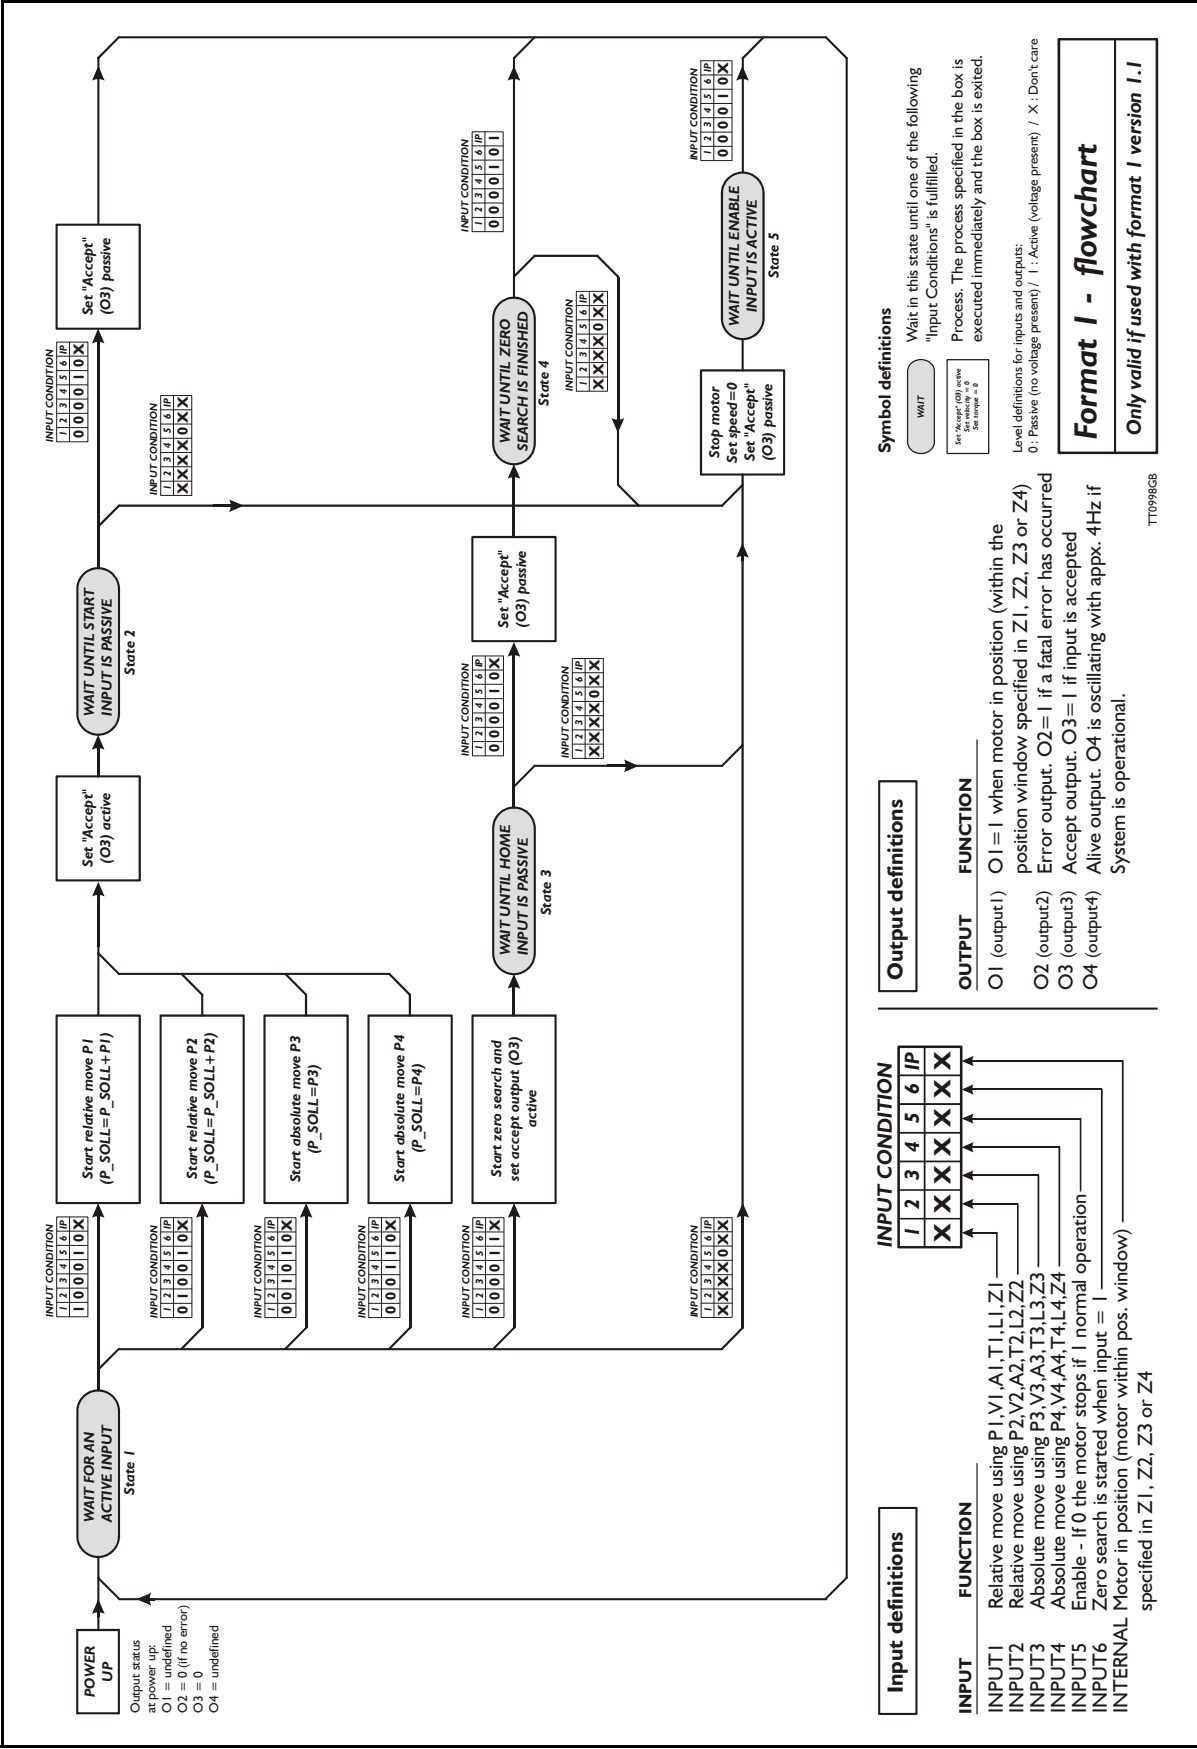 POWER
UP
Output status
at power up:
O1 = undefined
O2 = 0 (if no error)
O3 = 0
O4 = undefined
WAIT FOR AN
ACTIVE INPUT
State 1
INPUT CONDITION
1 2 3 4 5 6 IP
1 0 0 0 1 0 X
Start relative move P1
(P_SOLL=P_SOLL+P1)
INPUT CONDITION
1 2 3 4 5 6 IP
0 1 0 0 1 0 X
Start relative move P2
(P_SOLL=P_SOLL+P2)
INPUT CONDITION
1 2 3 4 5 6 IP
0 0 1 0 1 0 X
Start absolute move P3
(P_SOLL=P3)
INPUT CONDITION
1 2 3 4 5 6 IP
0 0 0 1 1 0 X
Start absolute move P4
(P_SOLL=P4)
INPUT CONDITION
1 2 3 4 5 6 IP
0 0 0 0 1 1 X
Start zero search and
set accept output (O3)
active
INPUT CONDITION
1 2 3 4 5 6 IP
X X X X 0 X X
Set "Accept"
(O3) active
WAIT UNTIL START
INPUT IS PASSIVE
State 2
INPUT CONDITION
1 2 3 4 5 6 IP
0 0 0 0 1 0 X
Set "Accept"
(O3) passive
INPUT CONDITION
1 2 3 4 5 6 IP
X X X X 0 X X
WAIT UNTIL HOME
INPUT IS PASSIVE
State 3
INPUT CONDITION
1 2 3 4 5 6 IP
0 0 0 0 1 0 X
INPUT CONDITION
1 2 3 4 5 6 IP
X X X X 0 X X
Set "Accept"
(O3) passive
WAIT UNTIL ZERO
SEARCH IS FINISHED
State 4
INPUT CONDITION
1 2 3 4 5 6 IP
0 0 0 0 1 0 1
INPUT CONDITION
1 2 3 4 5 6 IP
X X X X 0 X X
Stop motor
Set speed=0
Set "Accept"
(O3) passive
WAIT UNTIL ENABLE
INPUT IS ACTIVE
State 5
INPUT CONDITION
1 2 3 4 5 6 IP
0 0 0 0 1 0 X
Input definitions
INPUT FUNCTION
INPUT1 Relative move using P1,V1,A1,T1,L1,Z1
INPUT2 Relative move using P2,V2,A2,T2,L2,Z2
INPUT3 Absolute move using P3,V3,A3,T3,L3,Z3
INPUT4 Absolute move using P4,V4,A4,T4,L4,Z4
INPUT5 Enable - If 0 the motor stops if 1 normal operation
INPUT6 Zero search is started when input = 1
INTERNAL Motor in position (motor within pos. window)
specified in Z1, Z2, Z3 or Z4
INPUT CONDITION
1 2 3 4 5 6 IP
X X X X X X X
Output definitions
OUTPUT FUNCTION
O1 (output1) O1=1 when motor in position (within the
position window specified in Z1, Z2, Z3 or Z4)
O2 (output2) Error output. O2=1 if a fatal error has occurred
O3 (output3) Accept output. O3=1 if input is accepted
O4 (output4) Alive output. O4 is oscillating with appx. 4Hz if
System is operational.
Symbol definitions
WAIT
Wait in this state until one of the following
"Input Conditions" is fullfilled.
Set "Accept" (O3) active
Set velocity = 0
Set torque = 0
Process. The process specified in the box is
executed immediately and the box is exited.
Level definitions for inputs and outputs:
0 : Passive (no voltage present) / 1 : Active (voltage present) / X : Don't care
Format 1 - flowchart
Only valid if used with format 1 version 1.1
TT0998GB